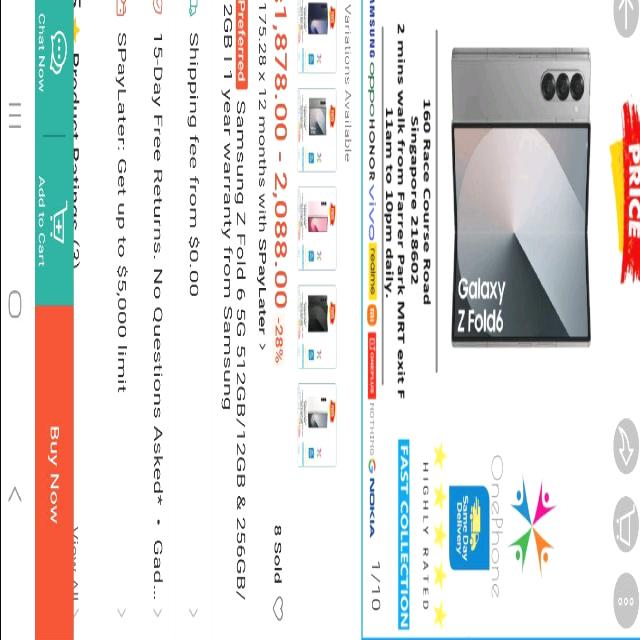 PRICE
OnePhone
Same Day
Delivery
HIGHLY RATED
FAST COLLECTION
Galaxy
Z Fold6
160 Race Course Road
Singapore 218602
2 mins walk from Farrer Park MRT exit F
11am to 10pm daily.
SAMSUNG oppo HONOR vivo realme mi ONEPLUS NOTHING G NOKIA
1/10
Variations Available
$1,878.00 - 2,088.00 -28%
8 Sold
175.28 x 12 months with SPayLater >
Preferred Samsung Z Fold 6 5G 512GB/12GB & 256GB/
2GB | 1 year warranty from Samsung
Shipping fee from $0.00
15-Day Free Returns. No Questions Asked* • Gad...
SPayLater: Get up to $5,000 limit
Product Ratings (3)
View All
Chat Now
Add to Cart
Buy Now